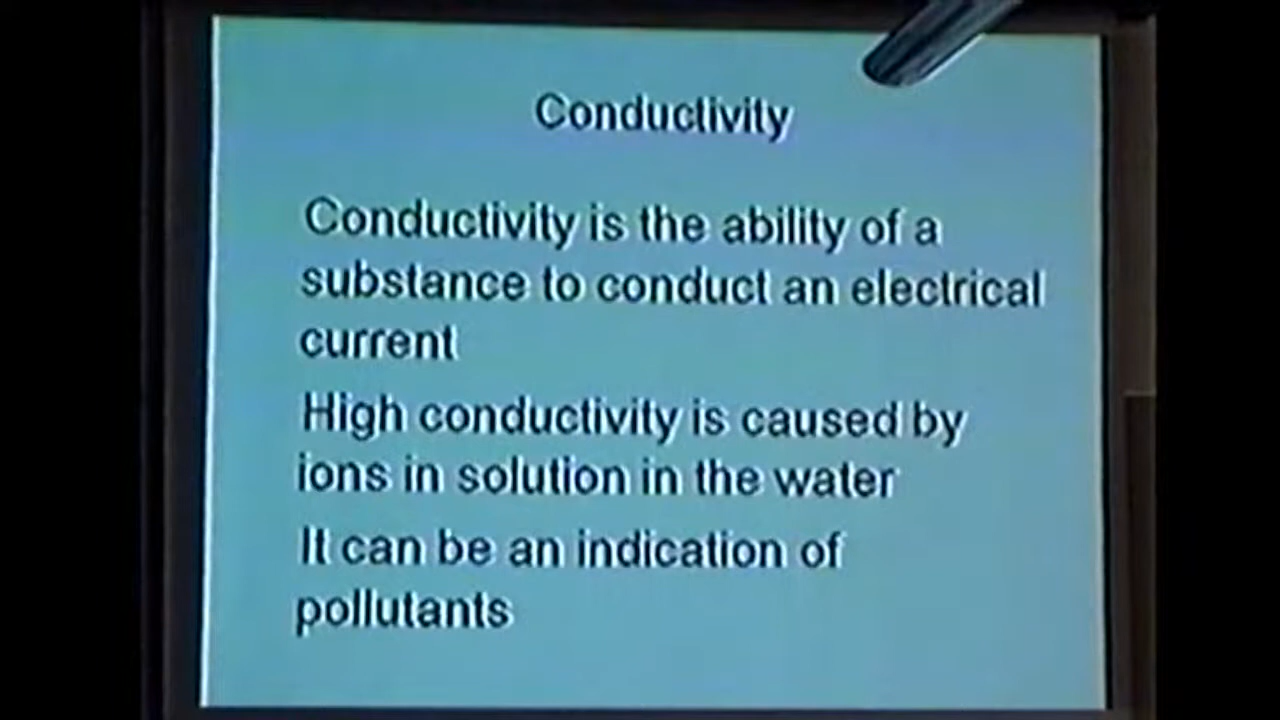 Conductivity
Conductivity is the ability of a
substance to conduct an electrical
current
High conductivity is caused by
ions in solution in the water
It can be an indication of
pollutants